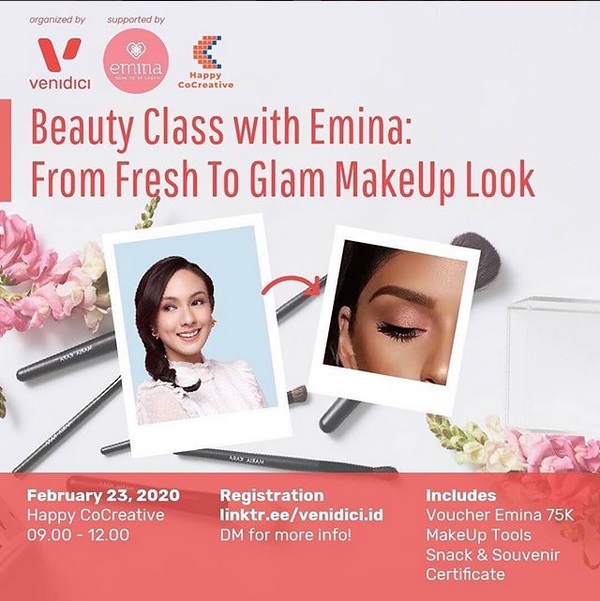 organized by
supported by
venidici
emina
Happy
CoCreative
Beauty Class with Emina:
From Fresh To Glam MakeUp Look
February 23, 2020
Happy CoCreative
09.00 - 12.00
Registration
linktr.ee/venidici.id
DM for more info!
Includes
Voucher Emina 75K
MakeUp Tools
Snack & Souvenir
Certificate